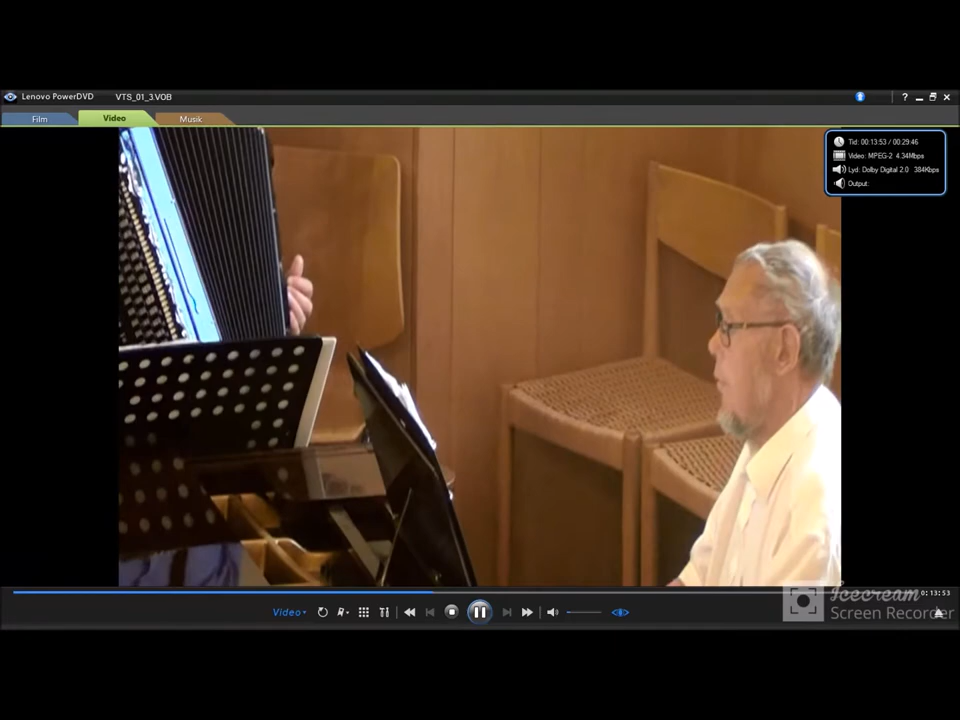 Lenovo PowerDVD VTS_01_3.VOB
Film Video Musik
Tid: 00:13:53 / 00:29:46
Video: MPEG-2 4.34Mbps
Lyd: Dolby Digital 2.0 384Kbps
Output:
Video
0:13:53
Icecream
Screen Recorder